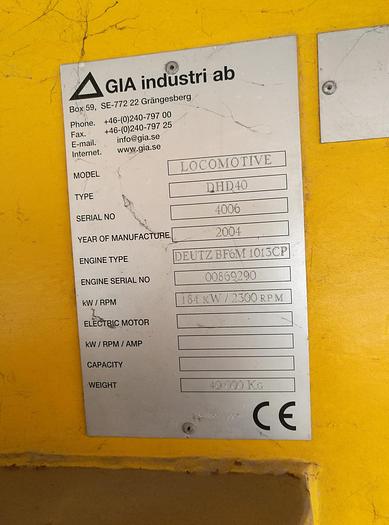 GIA industri ab
Box 59, SE-772 22 Grängesberg
Phone. +46-(0)240-797 00
Fax. +46-(0)240-797 25
E-mail. info@gia.se
Internet. www.gia.se
MODEL LOCOMOTIVE
TYPE DHD40
SERIAL NO 4006
YEAR OF MANUFACTURE 2004
ENGINE TYPE DEUTZ BF6M 1013CP
ENGINE SERIAL NO 00869290
kW / RPM 184 KW / 2300 RPM
ELECTRIC MOTOR
kW / RPM / AMP
CAPACITY
WEIGHT 40 000 Kg
CE